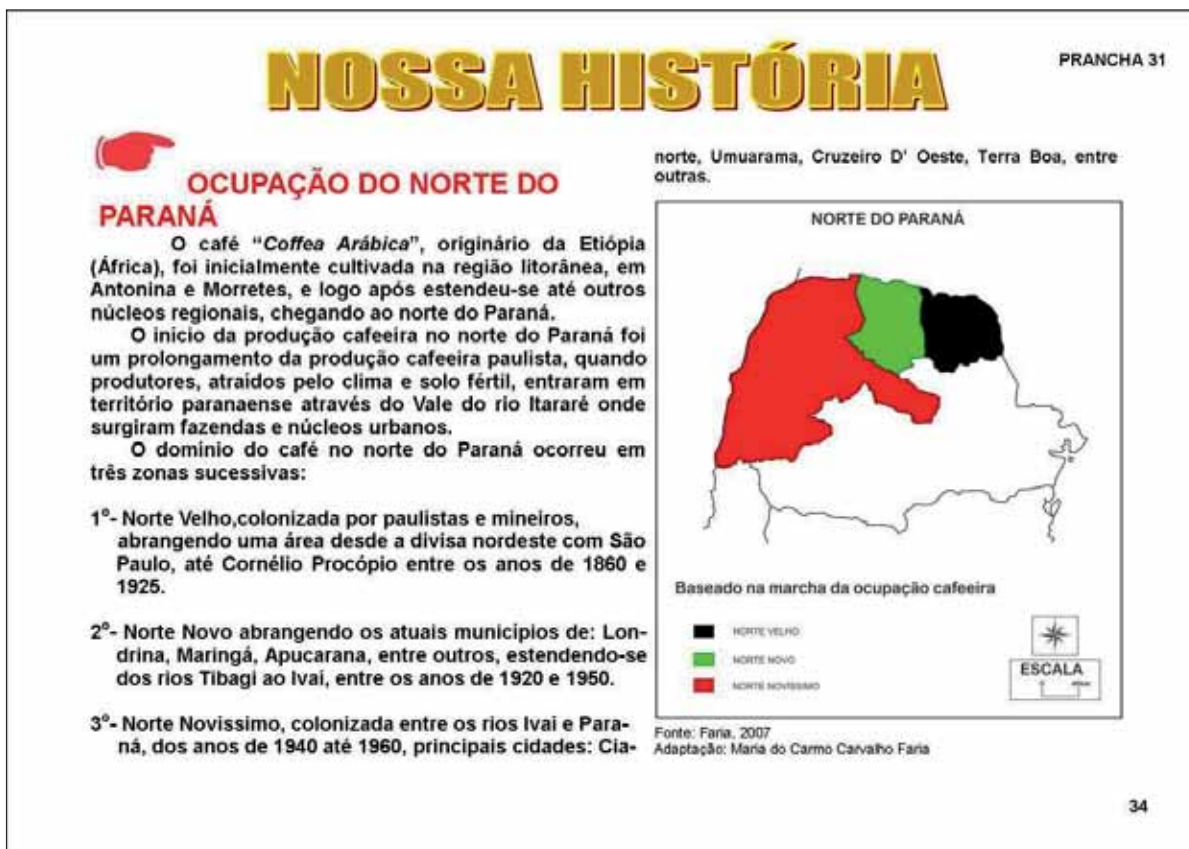 NOSSA HISTÓRIA
PRANCHA 31
OCUPAÇÃO DO NORTE DO
PARANÁ
O café “Coffea Arábica”, originário da Etiópia
(África), foi inicialmente cultivada na região litorânea, em
Antonina e Morretes, e logo após estendeu-se até outros
núcleos regionais, chegando ao norte do Paraná.
O início da produção cafeeira no norte do Paraná foi
um prolongamento da produção cafeeira paulista, quando
produtores, atraídos pelo clima e solo fértil, entraram em
território paranaense através do Vale do rio Itararé onde
surgiram fazendas e núcleos urbanos.
O domínio do café no norte do Paraná ocorreu em
três zonas sucessivas:
1º- Norte Velho,colonizada por paulistas e mineiros,
abrangendo uma área desde a divisa nordeste com São
Paulo, até Cornélio Procópio entre os anos de 1860 e
1925.
2º- Norte Novo abrangendo os atuais municípios de: Lon-
drina, Maringá, Apucarana, entre outros, estendendo-se
dos rios Tibagi ao Ivaí, entre os anos de 1920 e 1950.
3º- Norte Novíssimo, colonizada entre os rios Ivaí e Para-
ná, dos anos de 1940 até 1960, principais cidades: Cia-
norte, Umuarama, Cruzeiro D' Oeste, Terra Boa, entre
outras.
NORTE DO PARANÁ
Baseado na marcha da ocupação cafeeira
NORTE VELHO
NORTE NOVO
NORTE NOVÍSSIMO
ESCALA
Fonte: Faria, 2007
Adaptação: Maria do Carmo Carvalho Faria
34